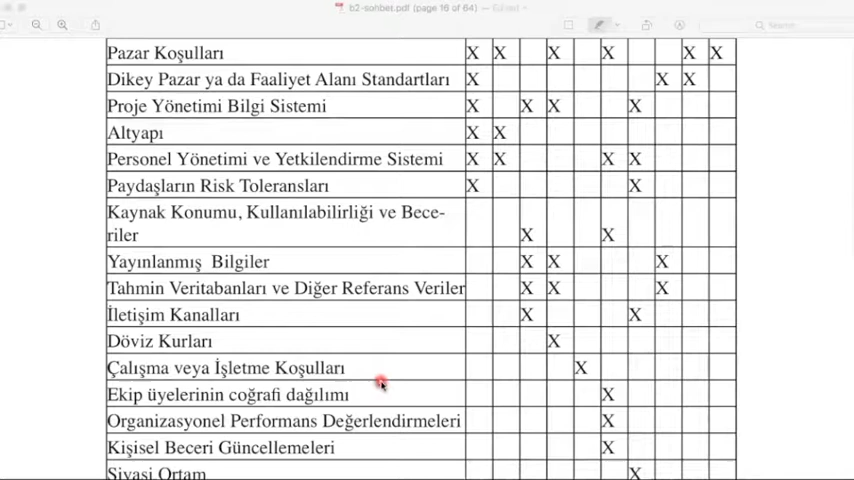 b2-sohbet.pdf (page 16 of 64) — Edited
Search
Pazar Koşulları X X X X X X
Dikey Pazar ya da Faaliyet Alanı Standartları X X X
Proje Yönetimi Bilgi Sistemi X X X X
Altyapı X X
Personel Yönetimi ve Yetkilendirme Sistemi X X X X
Paydaşların Risk Toleransları X X
Kaynak Konumu, Kullanılabilirliği ve Bece-
riler X X
Yayınlanmış Bilgiler X X X
Tahmin Veritabanları ve Diğer Referans Veriler X X X
İletişim Kanalları X X
Döviz Kurları X
Çalışma veya İşletme Koşulları X
Ekip üyelerinin coğrafi dağılımı X
Organizasyonel Performans Değerlendirmeleri X
Kişisel Beceri Güncellemeleri X
Siyasi Ortam X